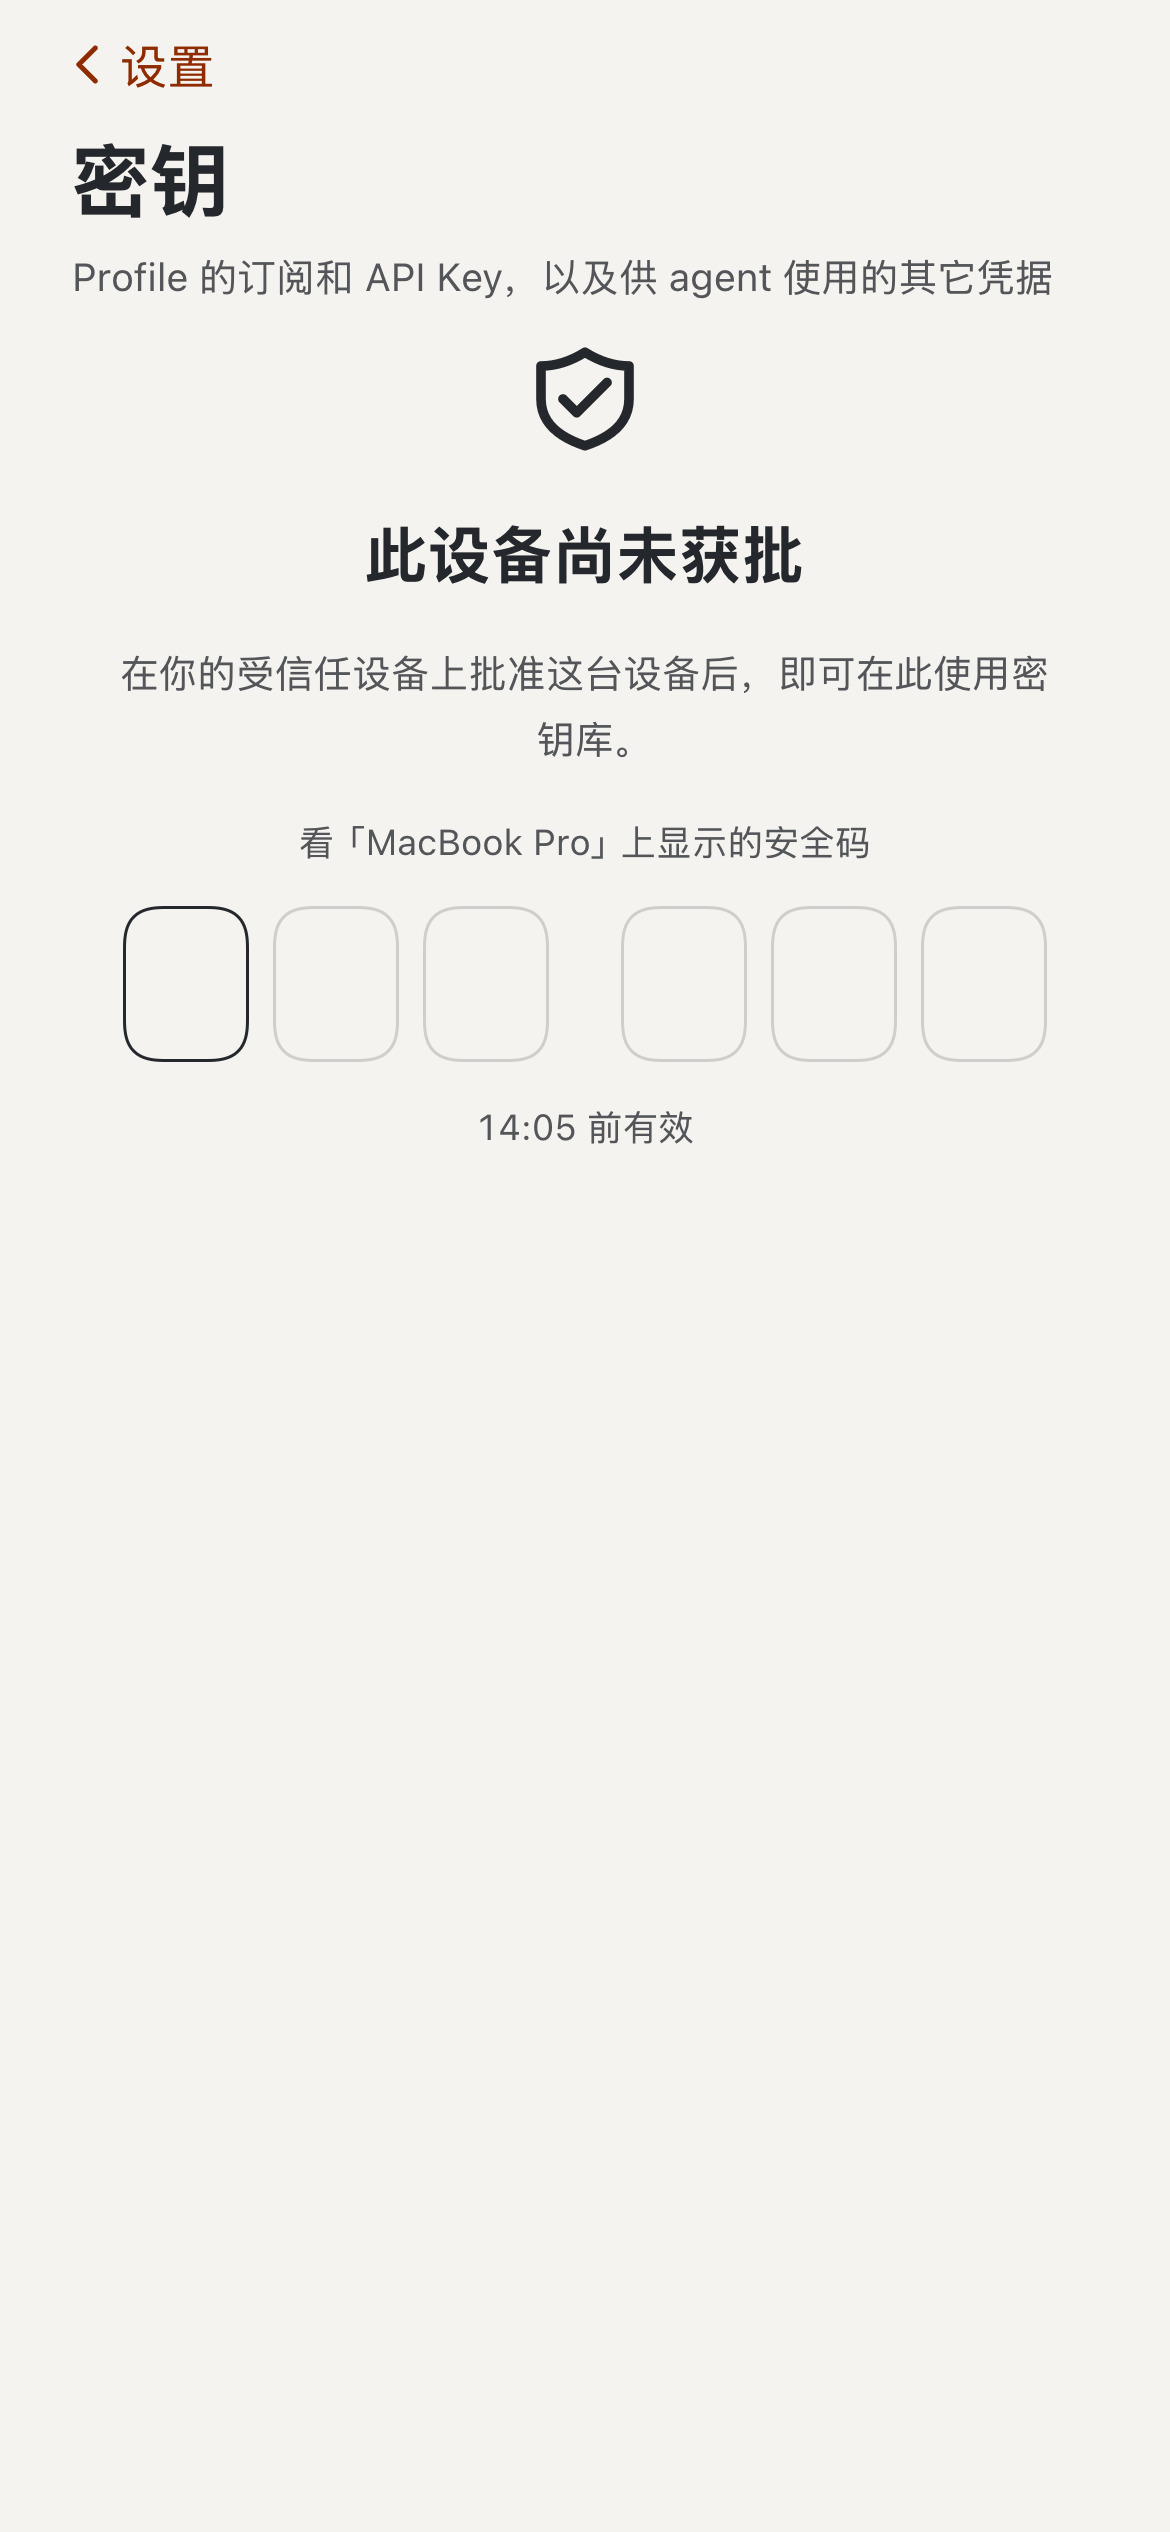 设置
密钥
Profile 的订阅和 API Key，以及供 agent 使用的其它凭据
此设备尚未获批
在你的受信任设备上批准这台设备后，即可在此使用密
钥库。
看「MacBook Pro」上显示的安全码
14:05 前有效